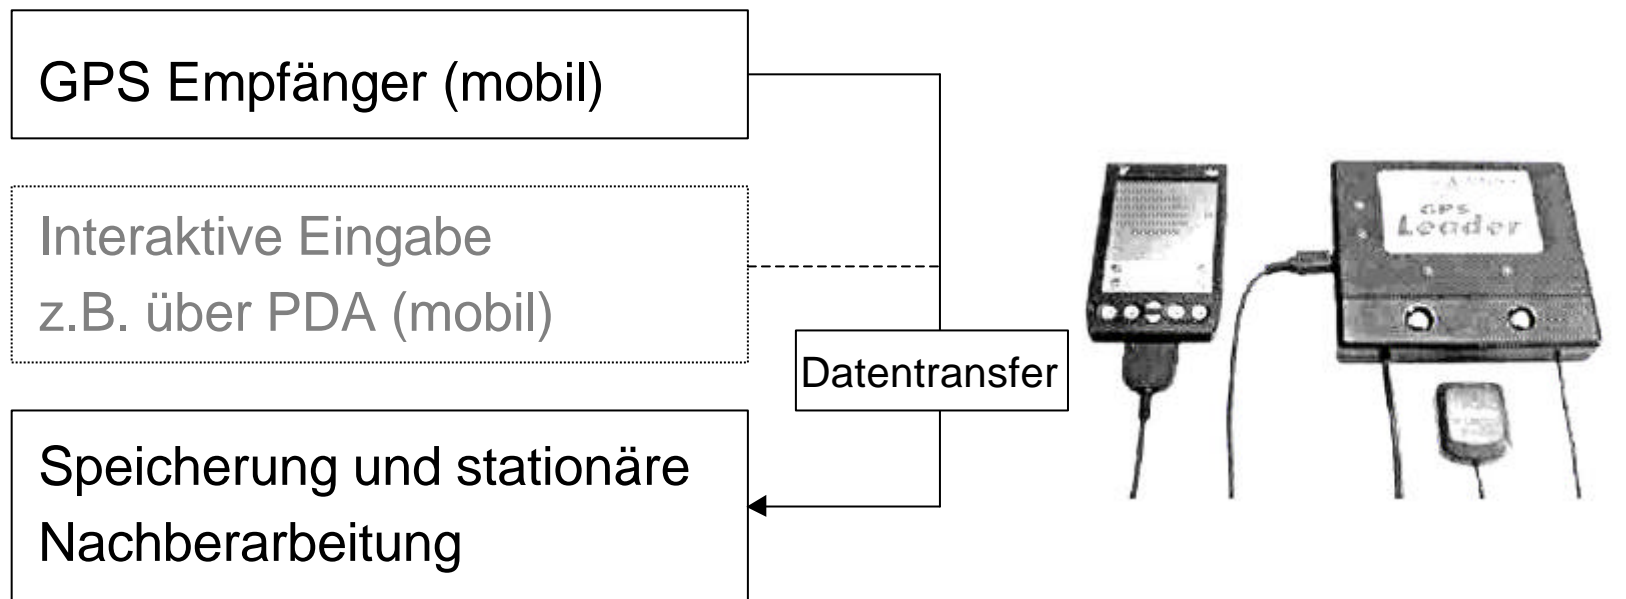 GPS Empfänger (mobil)
Interaktive Eingabe
z.B. über PDA (mobil)
Datentransfer
Speicherung und stationäre
Nachberarbeitung
GPS
Leader